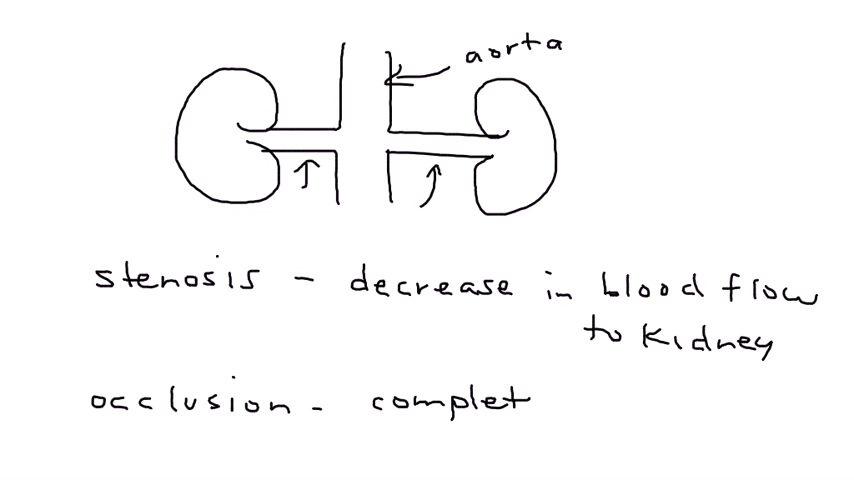 aorta
stenosis - decrease in blood flow
to kidney
occlusion - complet